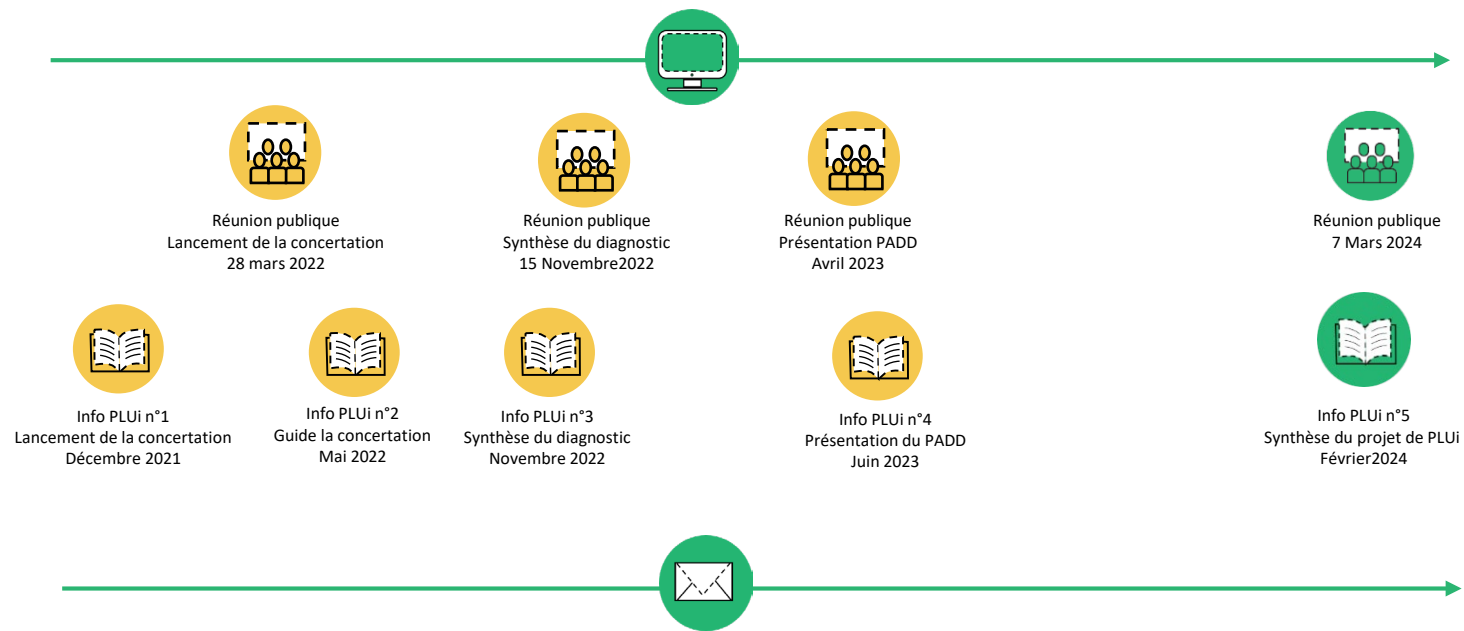 Réunion publique
Lancement de la concertation
28 mars 2022
Réunion publique
Synthèse du diagnostic
15 Novembre2022
Réunion publique
Présentation PADD
Avril 2023
Réunion publique
7 Mars 2024
Info PLUi n°1
Lancement de la concertation
Décembre 2021
Info PLUi n°2
Guide la concertation
Mai 2022
Info PLUi n°3
Synthèse du diagnostic
Novembre 2022
Info PLUi n°4
Présentation du PADD
Juin 2023
Info PLUi n°5
Synthèse du projet de PLUi
Février2024